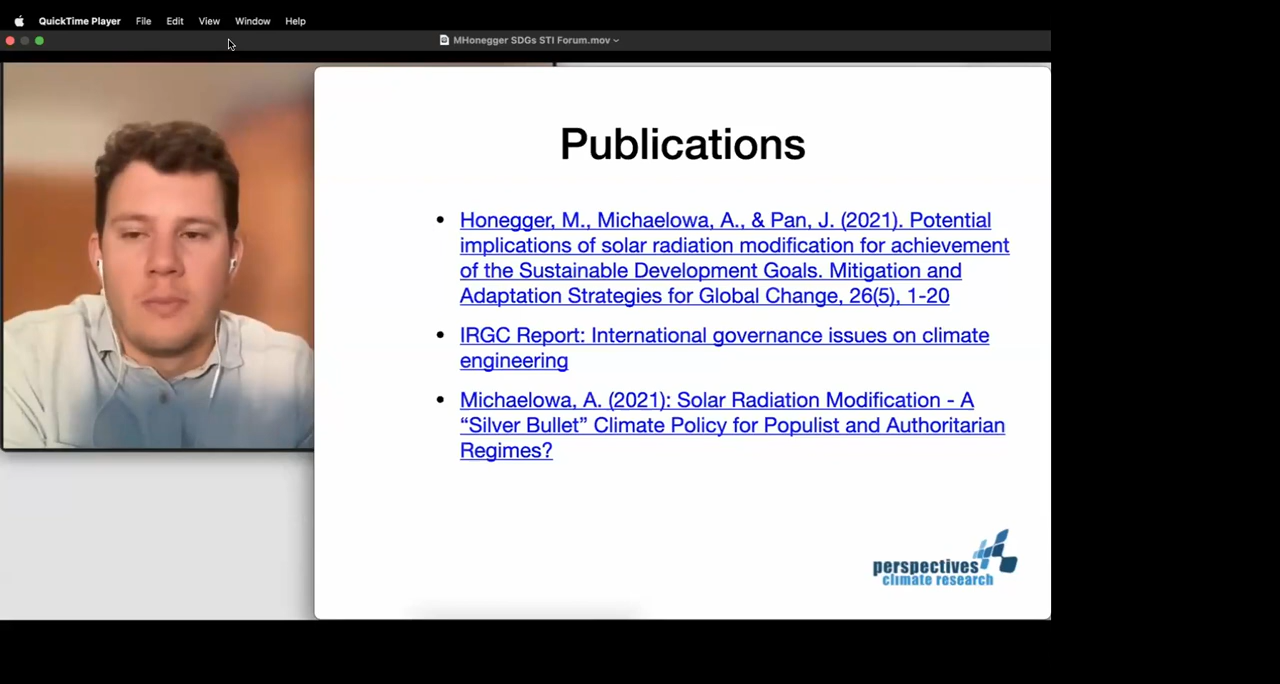 QuickTime Player File Edit View Window Help
MHonegger SDGs STI Forum.mov
Publications
• Honegger, M., Michaelowa, A., & Pan, J. (2021). Potential
implications of solar radiation modification for achievement
of the Sustainable Development Goals. Mitigation and
Adaptation Strategies for Global Change, 26(5), 1-20
• IRGC Report: International governance issues on climate
engineering
• Michaelowa, A. (2021): Solar Radiation Modification - A
“Silver Bullet” Climate Policy for Populist and Authoritarian
Regimes?
perspectives
climate research